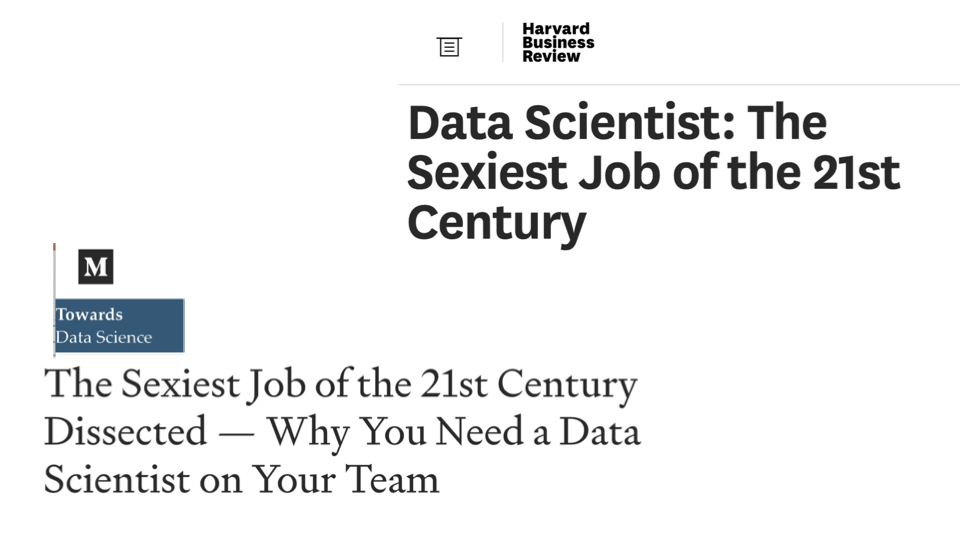 Harvard
Business
Review
Data Scientist: The
Sexiest Job of the 21st
Century
M
Towards
Data Science
The Sexiest Job of the 21st Century
Dissected — Why You Need a Data
Scientist on Your Team